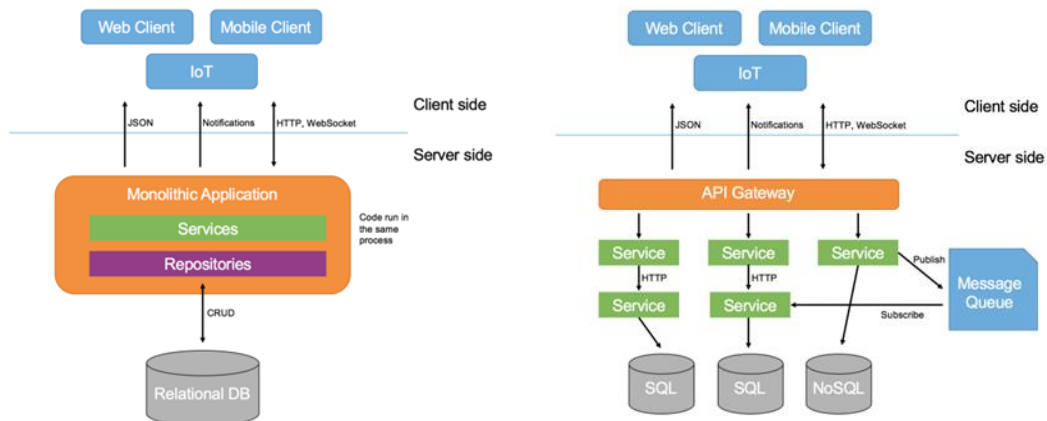 Web Client
Mobile Client
IoT
JSON
Notifications
HTTP, WebSocket
Client side
Server side
Monolithic Application
Services
Repositories
Code run in
the same
process
CRUD
Relational DB
Web Client
Mobile Client
IoT
JSON
Notifications
HTTP, WebSocket
Client side
Server side
API Gateway
Service
Service
Service
HTTP
HTTP
Publish
Message
Queue
Service
Service
Subscribe
SQL
SQL
NoSQL